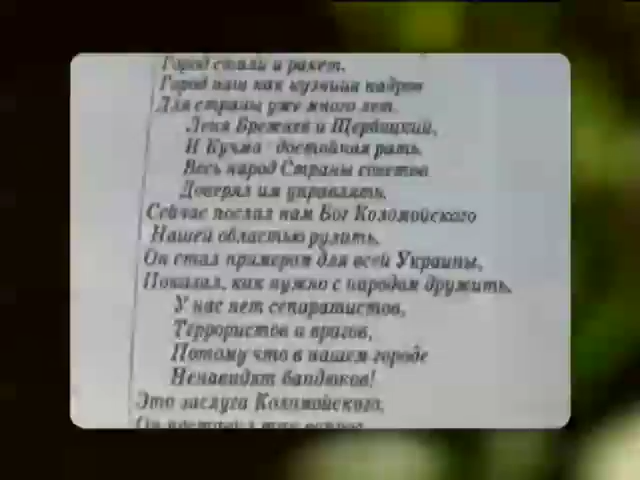 Город стали и ракет.
Город наш как кузница кадров
Для страны уже много лет.
Леня Брежнев и Щербицкий,
И Кучма - достойная рать.
Весь народ Страны советов
Доверял им управлять.
Сейчас послал нам Бог Коломойского
Нашей областью рулить.
Он стал примером для всей Украины,
Показал, как нужно с народом дружить.
У нас нет сепаратистов,
Террористов и врагов,
Потому что в нашем городе
Ненавидят бандюков!
Это заслуга Коломойского,
Он так вопрос